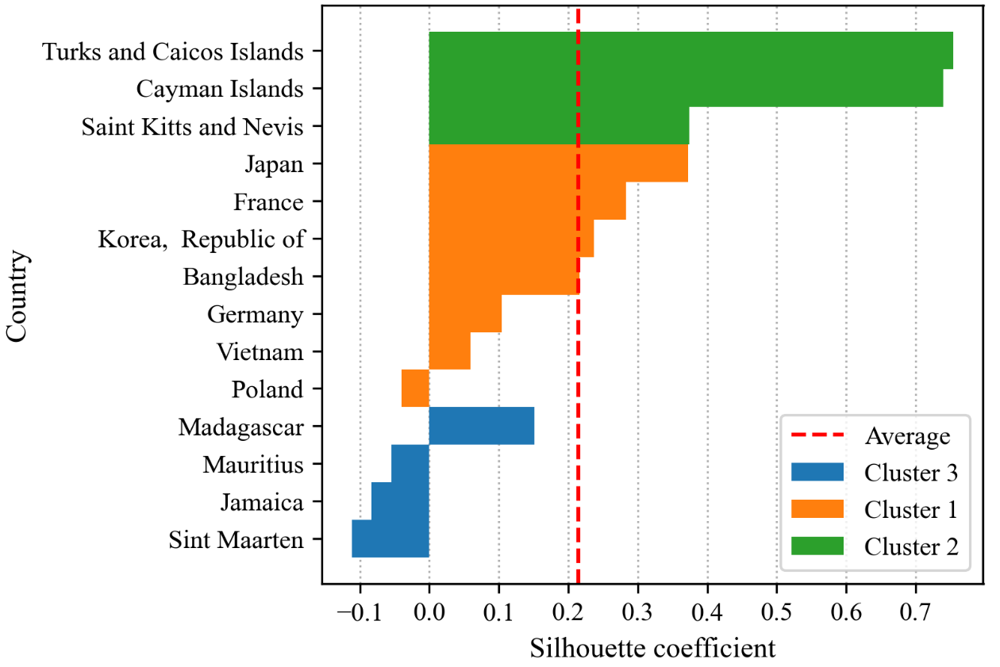 Turks and Caicos Islands
Cayman Islands
Saint Kitts and Nevis
Japan
France
Korea,  Republic of
Bangladesh
Germany
Vietnam
Poland
Madagascar
Mauritius
Jamaica
Sint Maarten
Country
Average
Cluster 3
Cluster 1
Cluster 2
−0.1 0.0 0.1 0.2 0.3 0.4 0.5 0.6 0.7
Silhouette coefficient